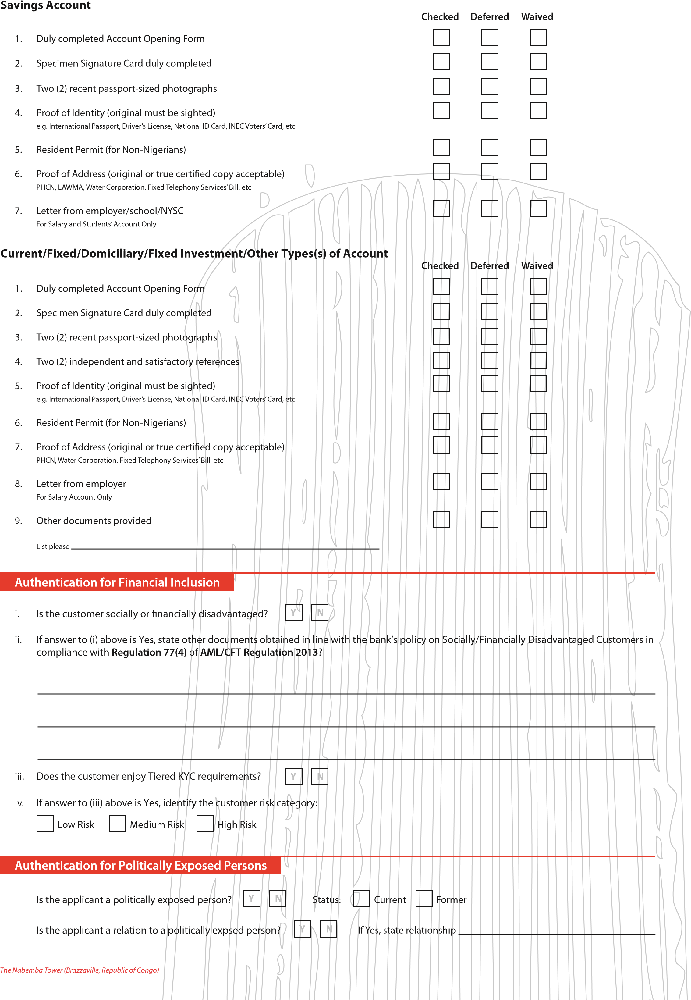 Savings Account
Checked Deferred Waived
1. Duly completed Account Opening Form
2. Specimen Signature Card duly completed
3. Two (2) recent passport-sized photographs
4. Proof of Identity (original must be sighted)
e.g. International Passport, Driver’s License, National ID Card, INEC Voters’ Card, etc
5. Resident Permit (for Non-Nigerians)
6. Proof of Address (original or true certified copy acceptable)
PHCN, LAWMA, Water Corporation, Fixed Telephony Services’ Bill, etc
7. Letter from employer/school/NYSC
For Salary and Students’ Account Only
Current/Fixed/Domiciliary/Fixed Investment/Other Types(s) of Account
Checked Deferred Waived
1. Duly completed Account Opening Form
2. Specimen Signature Card duly completed
3. Two (2) recent passport-sized photographs
4. Two (2) independent and satisfactory references
5. Proof of Identity (original must be sighted)
e.g. International Passport, Driver’s License, National ID Card, INEC Voters’ Card, etc
6. Resident Permit (for Non-Nigerians)
7. Proof of Address (original or true certified copy acceptable)
PHCN, Water Corporation, Fixed Telephony Services’ Bill, etc
8. Letter from employer
For Salary Account Only
9. Other documents provided
List please
Authentication for Financial Inclusion
i. Is the customer socially or financially disadvantaged? Y N
ii. If answer to (i) above is Yes, state other documents obtained in line with the bank’s policy on Socially/Financially Disadvantaged Customers in
compliance with Regulation 77(4) of AML/CFT Regulation 2013?
iii. Does the customer enjoy Tiered KYC requirements? Y N
iv. If answer to (iii) above is Yes, identify the customer risk category:
Low Risk Medium Risk High Risk
Authentication for Politically Exposed Persons
Is the applicant a politically exposed person? Y N Status: Current Former
Is the applicant a relation to a politically expsed person? Y N If Yes, state relationship
The Nabemba Tower (Brazzaville, Republic of Congo)